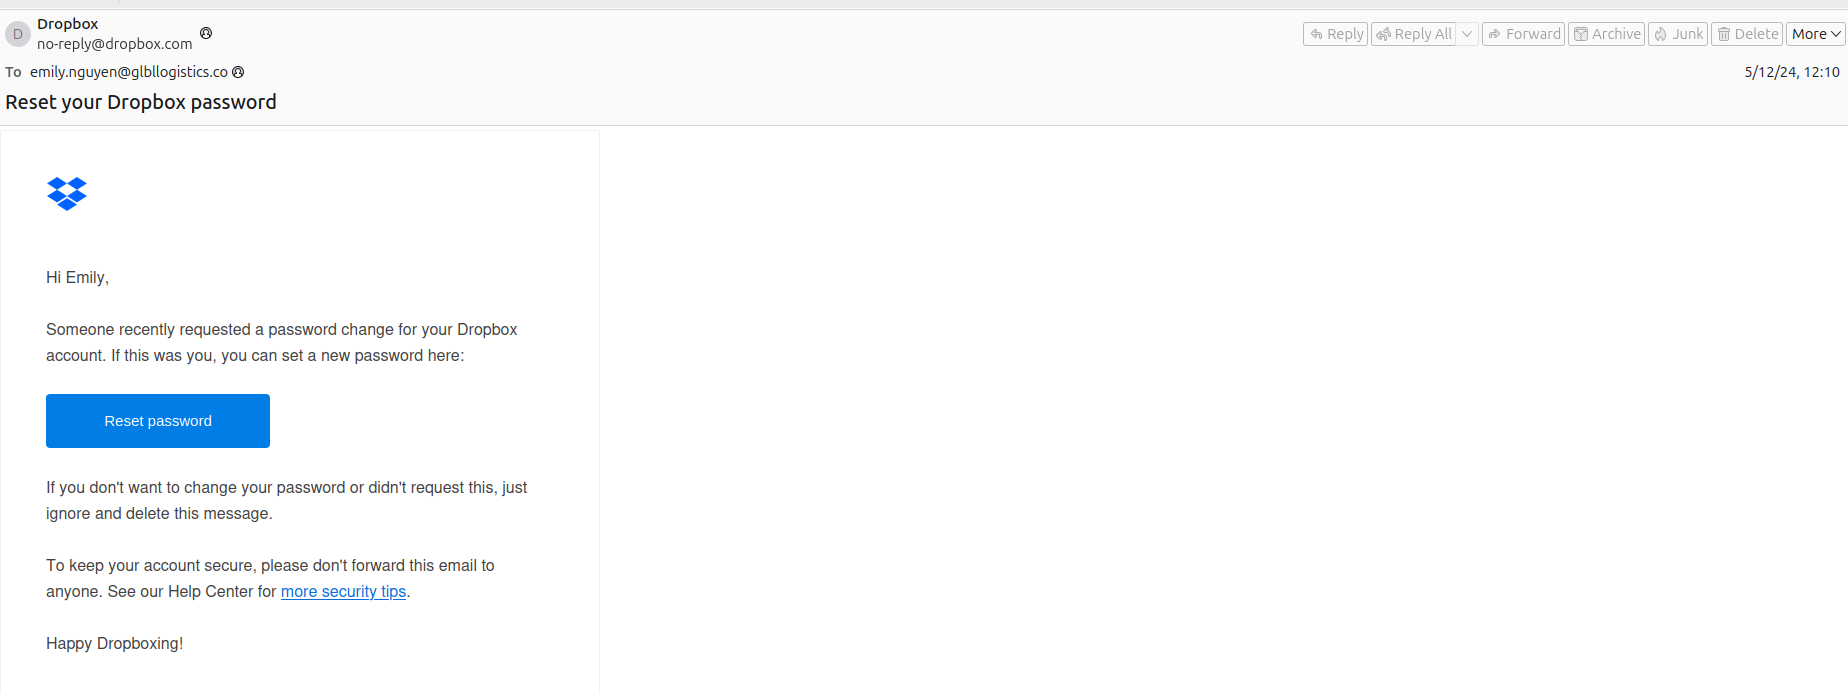 D
Dropbox
no-reply@dropbox.com
Reply
Reply All
Forward
Archive
Junk
Delete
More
To emily.nguyen@glbllogistics.co
5/12/24, 12:10
Reset your Dropbox password
Hi Emily,
Someone recently requested a password change for your Dropbox
account. If this was you, you can set a new password here:
Reset password
If you don't want to change your password or didn't request this, just
ignore and delete this message.
To keep your account secure, please don't forward this email to
anyone. See our Help Center for more security tips.
Happy Dropboxing!